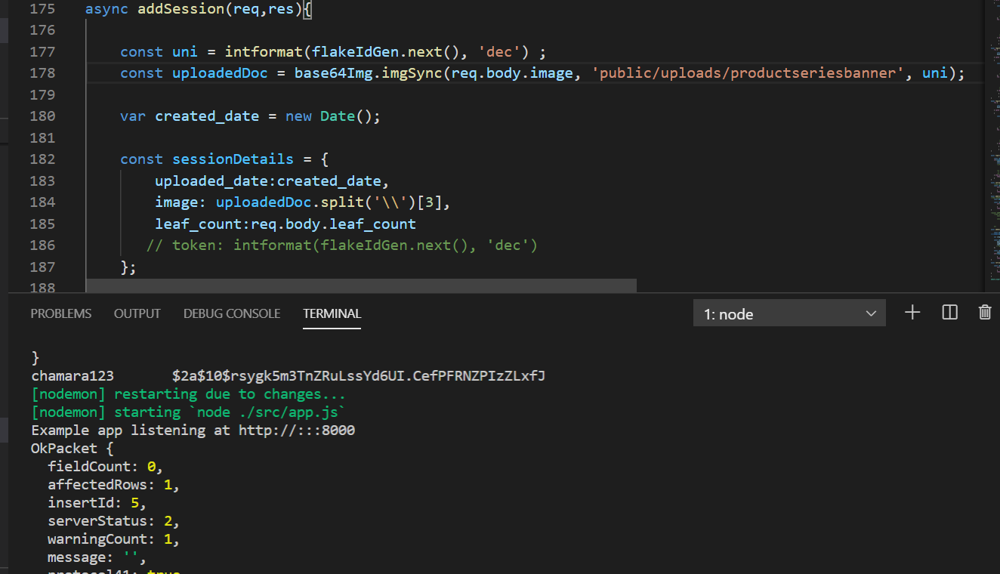 175 async addSession(req,res){
176
177 const uni = intformat(flakeIdGen.next(), 'dec') ;
178 const uploadedDoc = base64Img.imgSync(req.body.image, 'public/uploads/productseriesbanner', uni);
179
180 var created_date = new Date();
181
182 const sessionDetails = {
183 uploaded_date:created_date,
184 image: uploadedDoc.split('\\')[3],
185 leaf_count:req.body.leaf_count
186 // token: intformat(flakeIdGen.next(), 'dec')
187 };
188
PROBLEMS OUTPUT DEBUG CONSOLE TERMINAL 1: node
}
chamara123 $2a$10$rsygk5m3TnZRuLssYd6UI.CefPFRNZPIzZLxfJ
[nodemon] restarting due to changes...
[nodemon] starting `node ./src/app.js`
Example app listening at http://:::8000
OkPacket {
fieldCount: 0,
affectedRows: 1,
insertId: 5,
serverStatus: 2,
warningCount: 1,
message: '',
protocol41: true